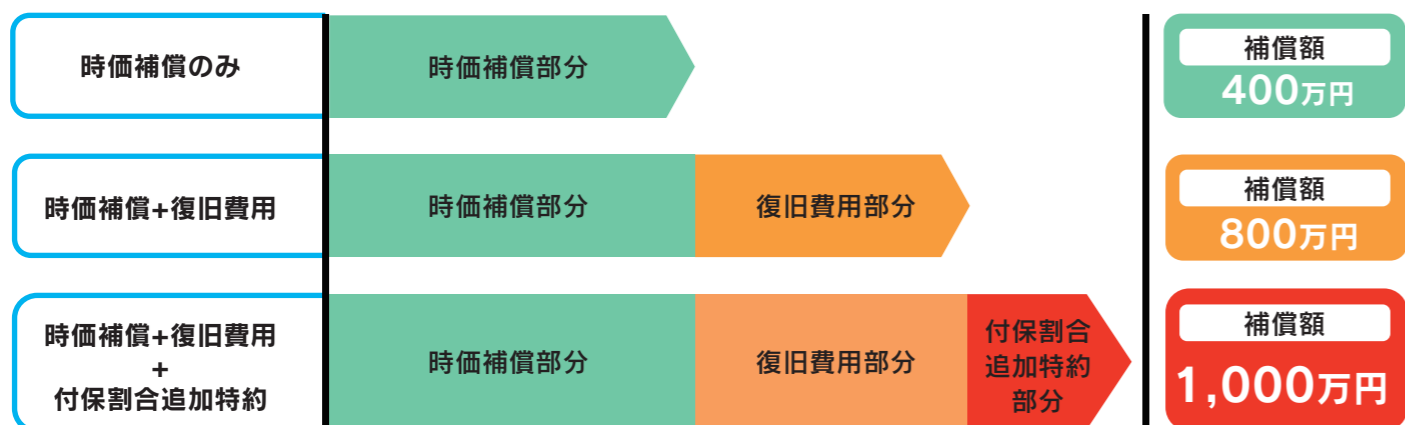 時価補償のみ
時価補償部分
補償額
400万円
時価補償+復旧費用
時価補償部分
復旧費用部分
補償額
800万円
時価補償+復旧費用
+
付保割合追加特約
時価補償部分
復旧費用部分
付保割合
追加特約
部分
補償額
1,000万円